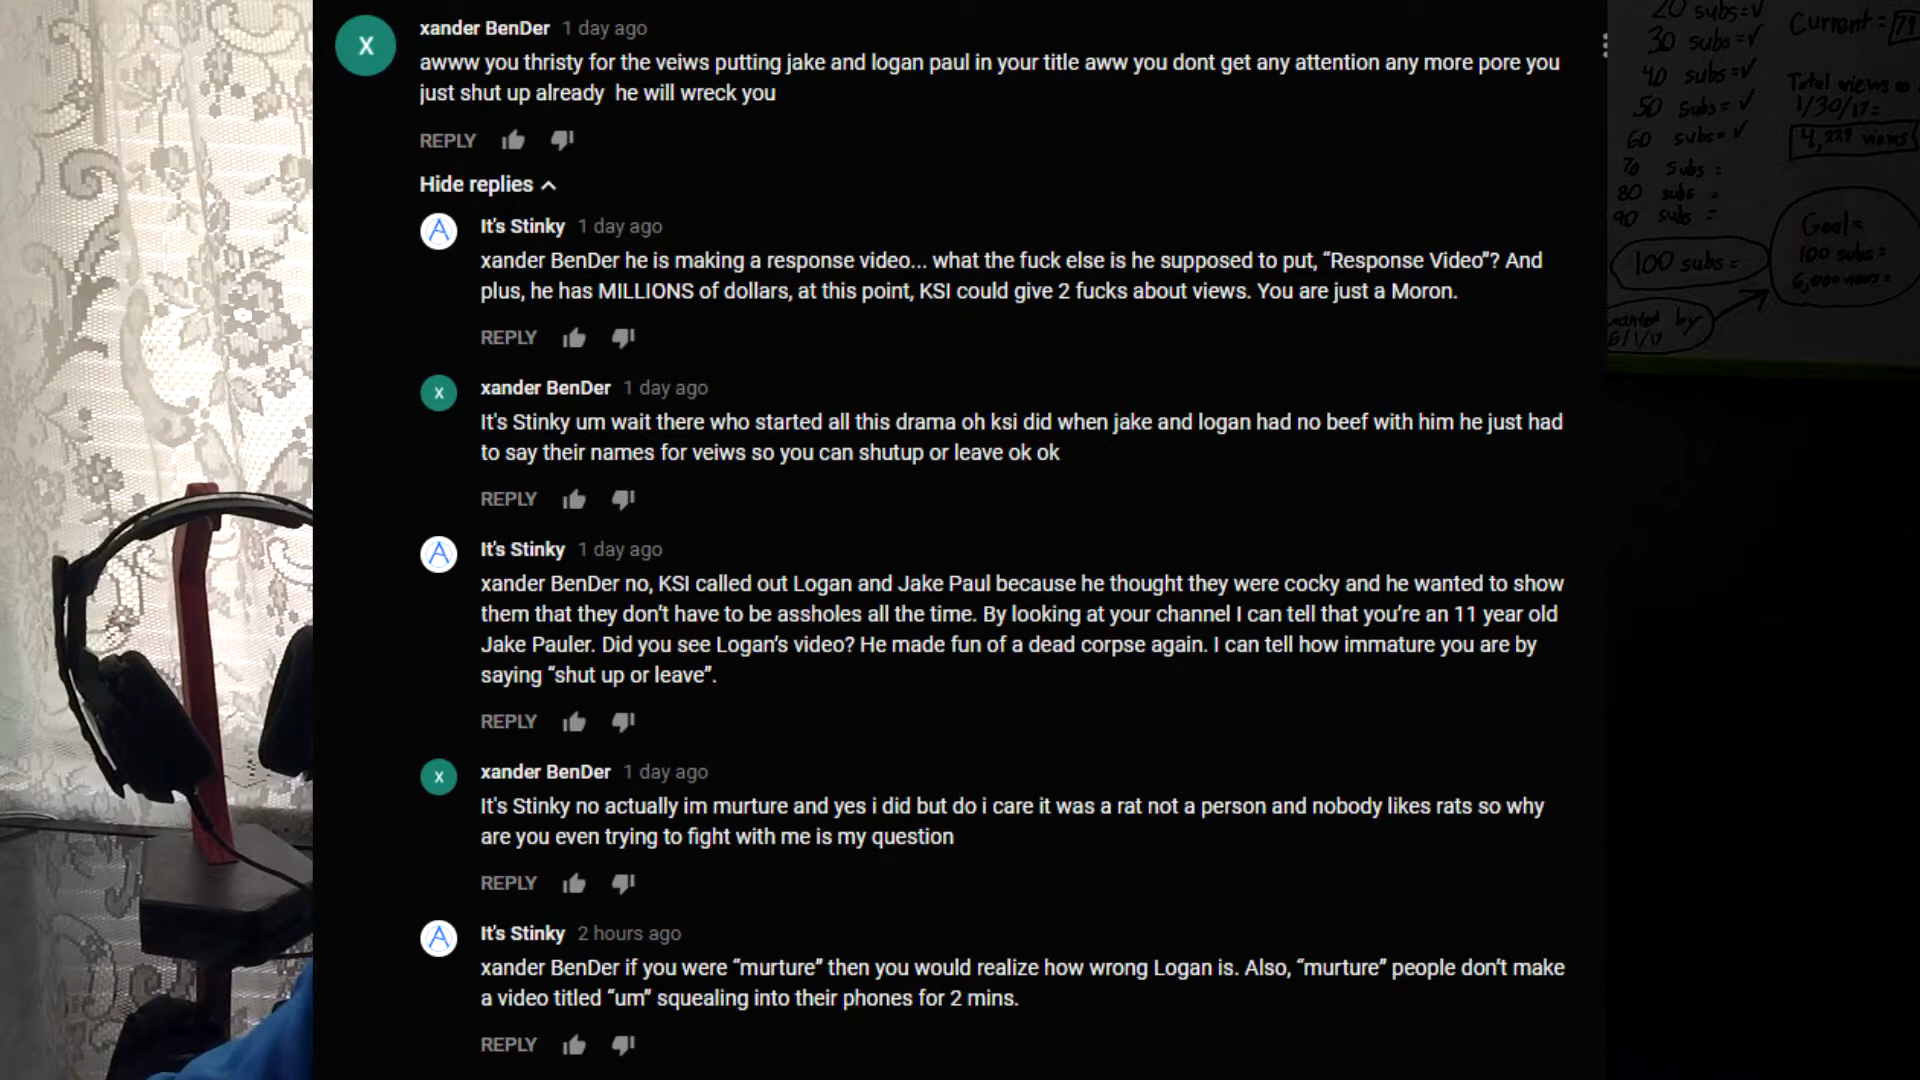 xander BenDer 1 day ago
awww you thristy for the veiws putting jake and logan paul in your title aww you dont get any attention any more pore you
just shut up already  he will wreck you
REPLY
Hide replies
It's Stinky 1 day ago
xander BenDer he is making a response video... what the fuck else is he supposed to put, “Response Video”? And
plus, he has MILLIONS of dollars, at this point, KSI could give 2 fucks about views. You are just a Moron.
REPLY
xander BenDer 1 day ago
It's Stinky um wait there who started all this drama oh ksi did when jake and logan had no beef with him he just had
to say their names for veiws so you can shutup or leave ok ok
REPLY
It's Stinky 1 day ago
xander BenDer no, KSI called out Logan and Jake Paul because he thought they were cocky and he wanted to show
them that they don’t have to be assholes all the time. By looking at your channel I can tell that you’re an 11 year old
Jake Pauler. Did you see Logan’s video? He made fun of a dead corpse again. I can tell how immature you are by
saying “shut up or leave”.
REPLY
xander BenDer 1 day ago
It's Stinky no actually im murture and yes i did but do i care it was a rat not a person and nobody likes rats so why
are you even trying to fight with me is my question
REPLY
It's Stinky 2 hours ago
xander BenDer if you were “murture” then you would realize how wrong Logan is. Also, “murture” people don’t make
a video titled “um” squealing into their phones for 2 mins.
REPLY
X
A
x
A
x
A
20 subs=✓
30 subs=✓
40 subs=✓
50 subs=✓
60 subs=✓
70 subs =
80 subs =
90 subs =
100 subs =
Current = 79
Total views
1/30/17=
views
Goal=
100 subs=
6,000 views=
by
6/1/17